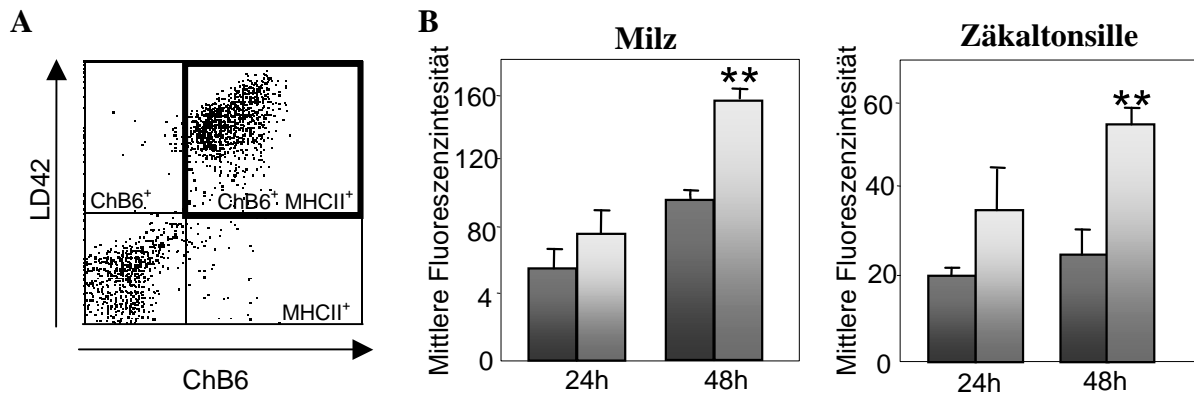 A
LD42
ChB6⁺
ChB6⁺ MHCII⁺
MHCII⁺
ChB6
B
Milz
Mittlere Fluoreszenzintesität
160
120
80
4
0
**
24h
48h
Zäkaltonsille
Mittlere Fluoreszenzintesität
60
40
20
0
**
24h
48h